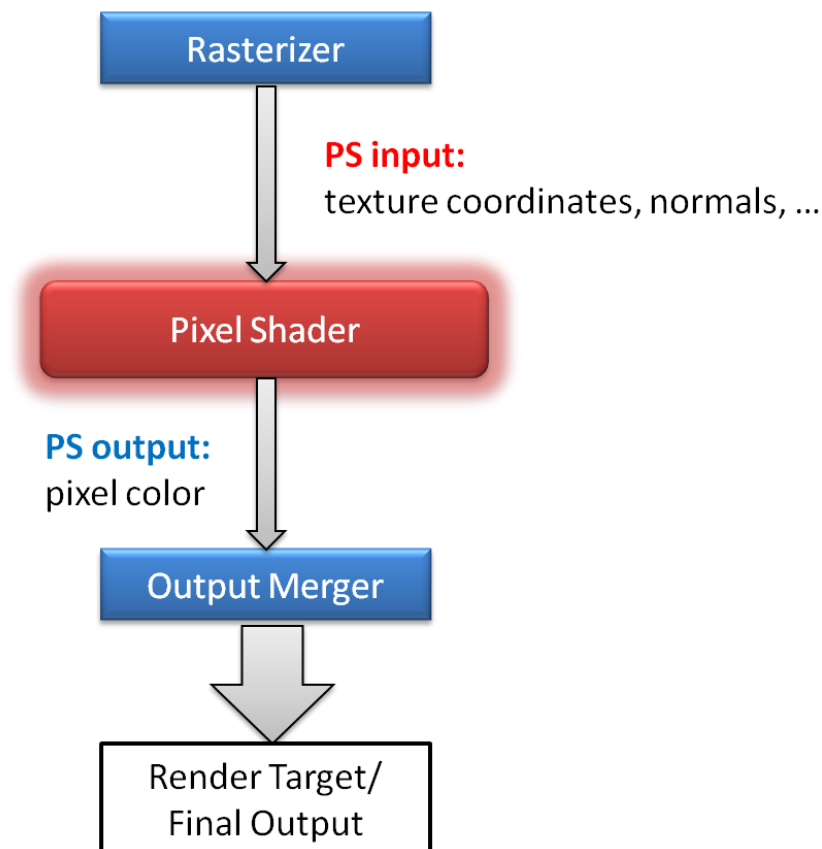 Rasterizer
PS input:
texture coordinates, normals, ...
Pixel Shader
PS output:
pixel color
Output Merger
Render Target/
Final Output